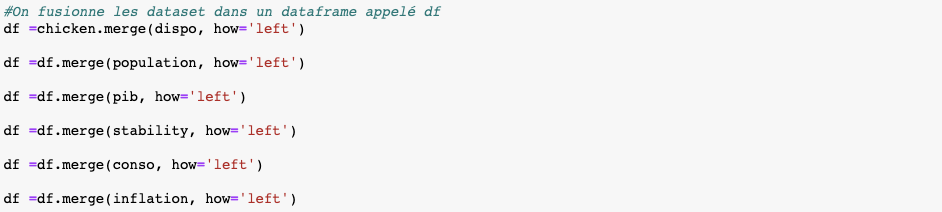 #On fusionne les dataset dans un dataframe appelé df
df =chicken.merge(dispo, how='left')
df =df.merge(population, how='left')
df =df.merge(pib, how='left')
df =df.merge(stability, how='left')
df =df.merge(conso, how='left')
df =df.merge(inflation, how='left')